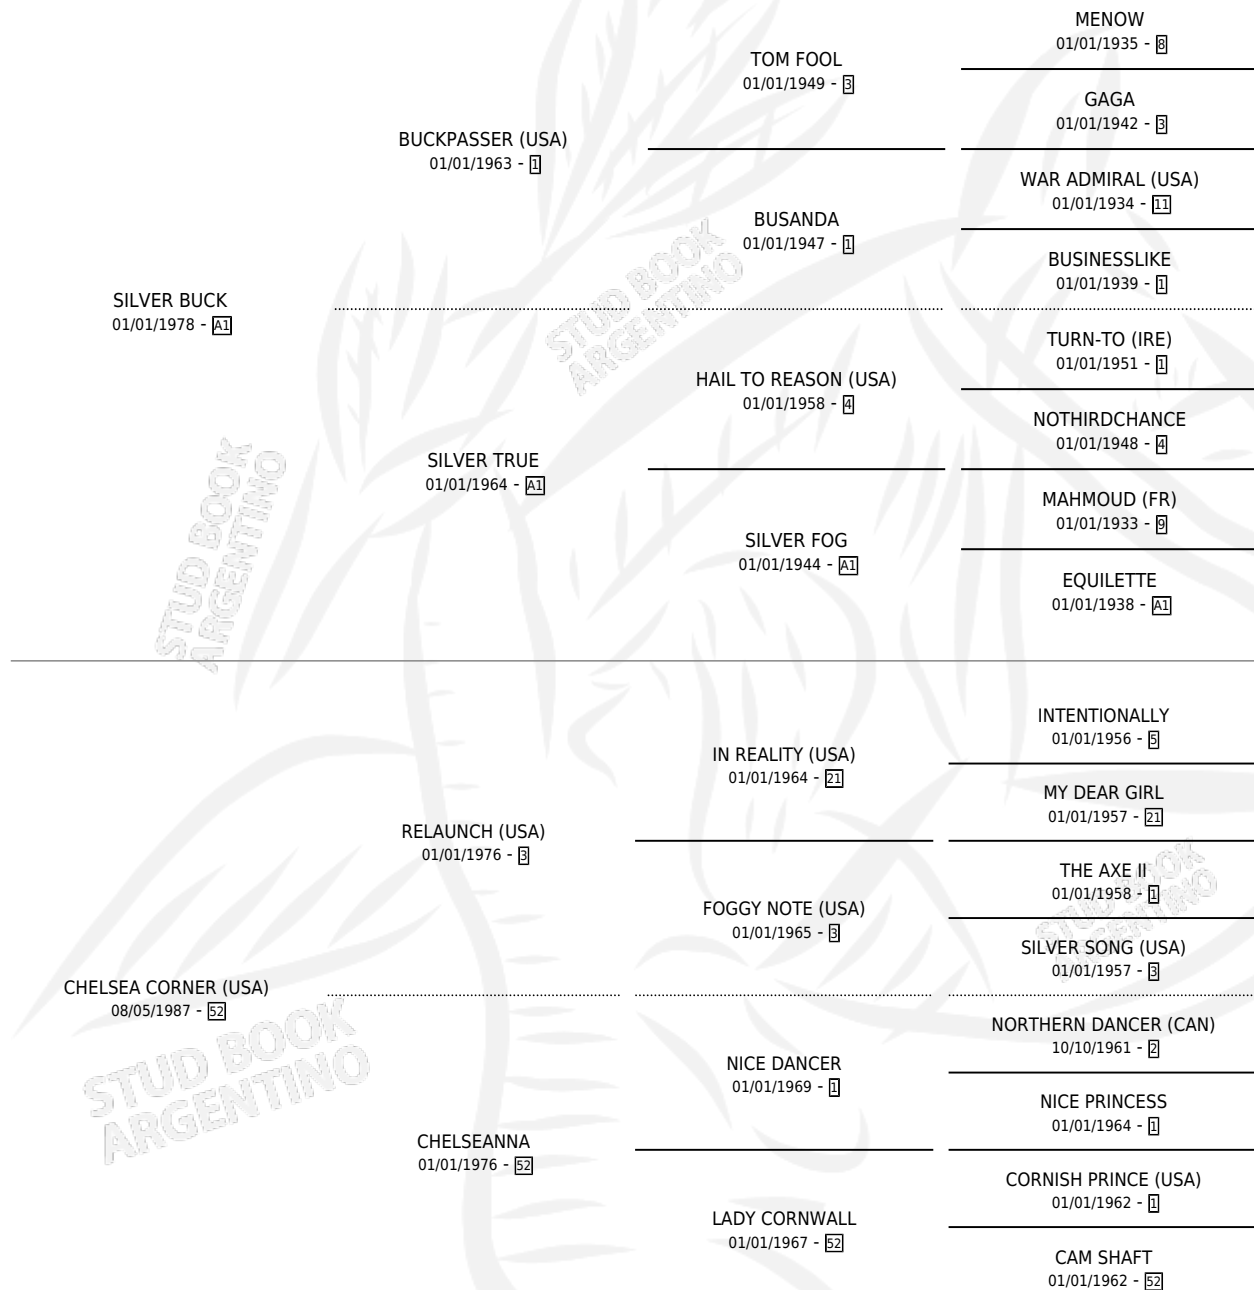 MENOW
01/01/1935 - 8
TOM FOOL
01/01/1949 - 3
GAGA
01/01/1942 - 3
BUCKPASSER (USA)
01/01/1963 - 1
WAR ADMIRAL (USA)
01/01/1934 - 11
BUSANDA
01/01/1947 - 1
BUSINESSLIKE
01/01/1939 - 1
SILVER BUCK
01/01/1978 - A1
TURN-TO (IRE)
01/01/1951 - 1
HAIL TO REASON (USA)
01/01/1958 - 4
NOTHIRDCHANCE
01/01/1948 - 4
SILVER TRUE
01/01/1964 - A1
MAHMOUD (FR)
01/01/1933 - 9
SILVER FOG
01/01/1944 - A1
EQUILETTE
01/01/1938 - A1
INTENTIONALLY
01/01/1956 - 5
IN REALITY (USA)
01/01/1964 - 21
MY DEAR GIRL
01/01/1957 - 21
RELAUNCH (USA)
01/01/1976 - 3
THE AXE II
01/01/1958 - 1
FOGGY NOTE (USA)
01/01/1965 - 3
SILVER SONG (USA)
01/01/1957 - 3
CHELSEA CORNER (USA)
08/05/1987 - 52
NORTHERN DANCER (CAN)
10/10/1961 - 2
NICE DANCER
01/01/1969 - 1
NICE PRINCESS
01/01/1964 - 1
CHELSEANNA
01/01/1976 - 52
CORNISH PRINCE (USA)
01/01/1962 - 1
LADY CORNWALL
01/01/1967 - 52
CAM SHAFT
01/01/1962 - 52
STUD BOOK
ARGENTINO
STUD BOOK
ARGENTINO
STUD BOOK
ARGENTINO
STUD BOOK
ARGENTINO